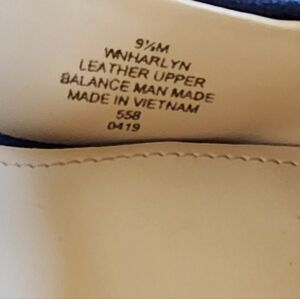 9½M
WNHARLYN
LEATHER UPPER
BALANCE MAN MADE
MADE IN VIETNAM
558
0419